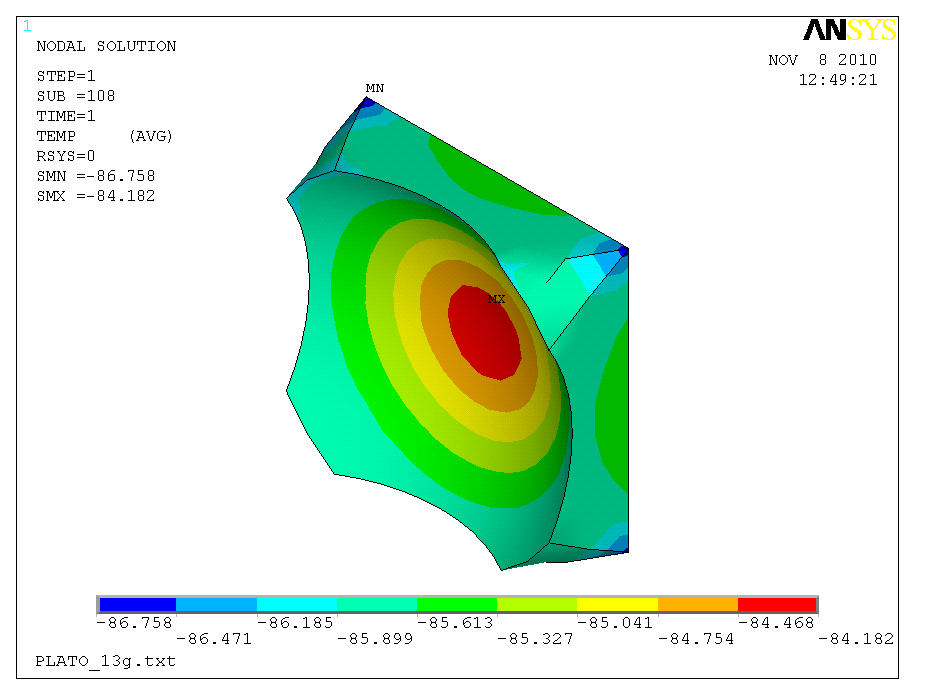 1
ANSYS
NODAL SOLUTION
NOV 8 2010
12:49:21
STEP=1
SUB =108
TIME=1
TEMP (AVG)
RSYS=0
SMN =-86.758
SMX =-84.182
MN
MX
-86.758 -86.185 -85.613 -85.041 -84.468
-86.471 -85.899 -85.327 -84.754 -84.182
PLATO_13g.txt